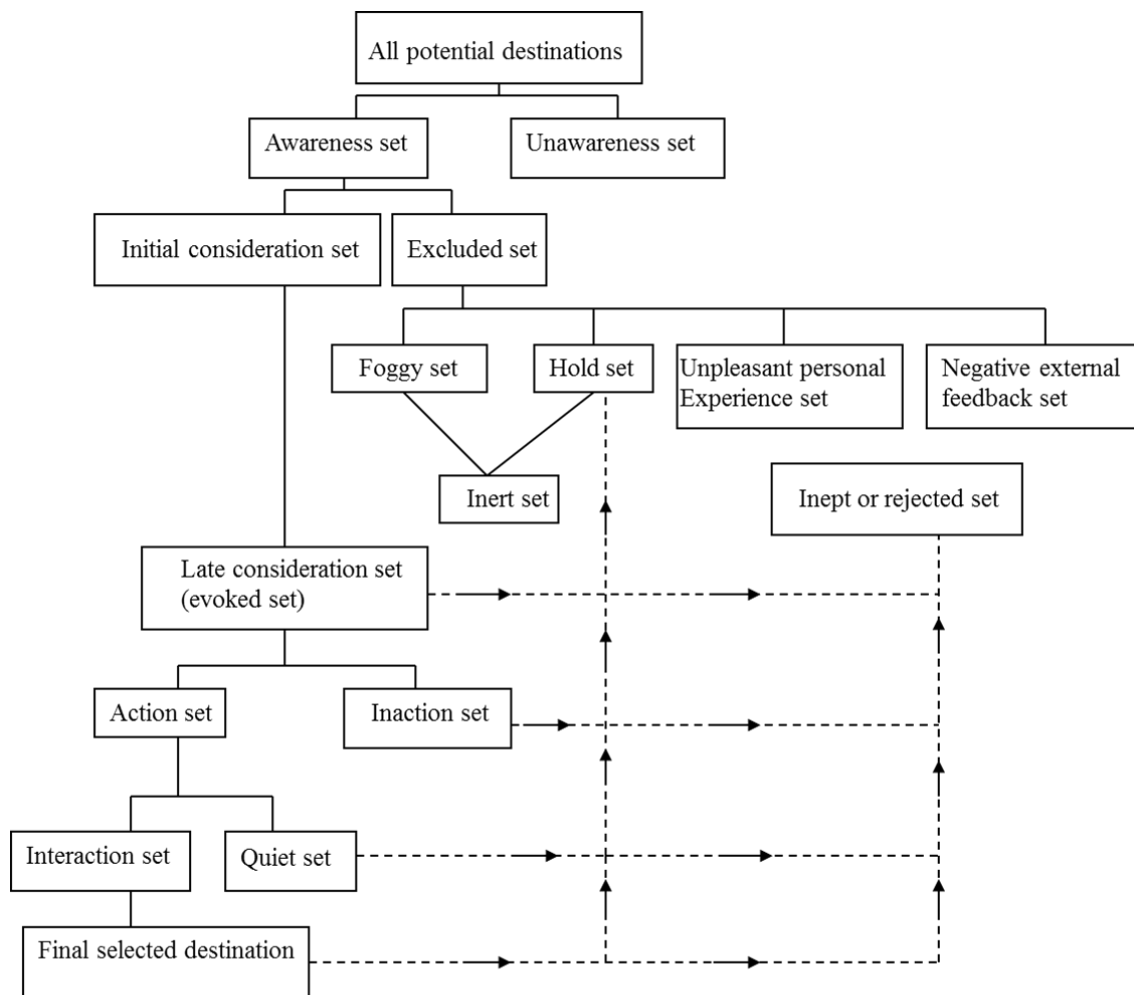 All potential destinations
Awareness set
Unawareness set
Initial consideration set
Excluded set
Foggy set
Hold set
Unpleasant personal
Experience set
Negative external
feedback set
Inert set
Inept or rejected set
Late consideration set
(evoked set)
Action set
Inaction set
Interaction set
Quiet set
Final selected destination